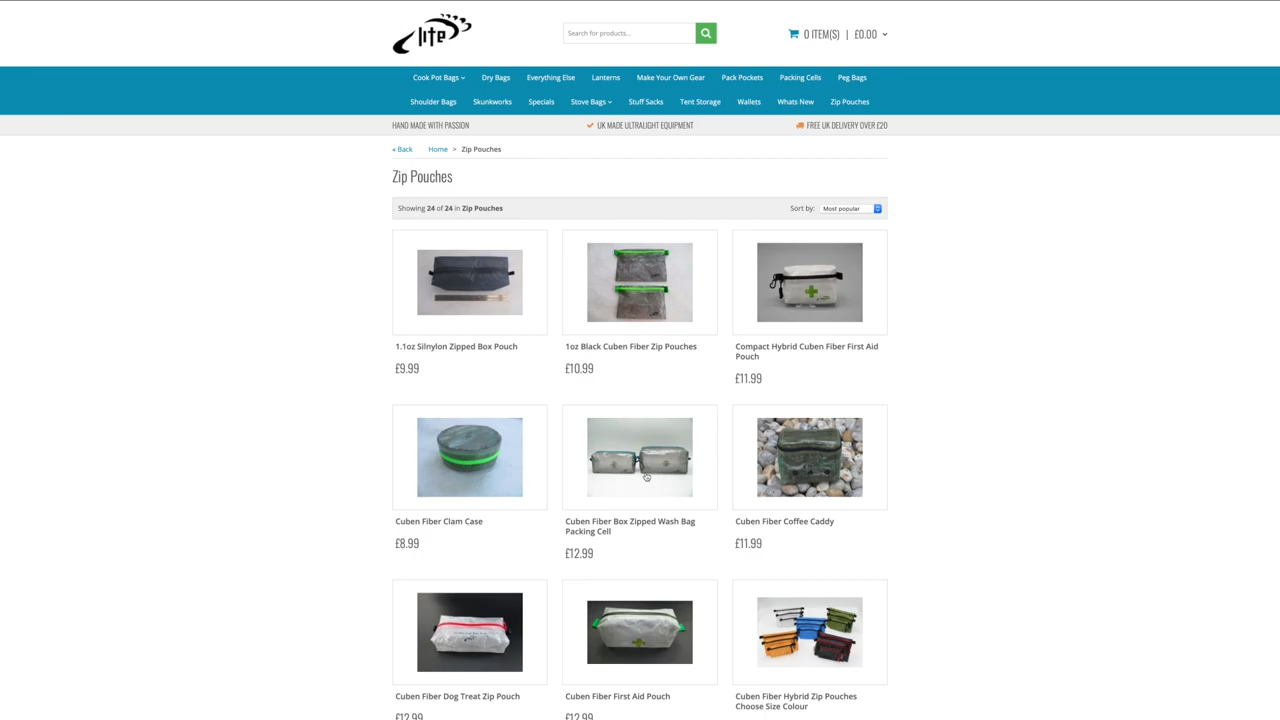 lite
Search for products...
0 ITEM(S) | £0.00
Cook Pot Bags
Dry Bags
Everything Else
Lanterns
Make Your Own Gear
Pack Pockets
Packing Cells
Peg Bags
Shoulder Bags
Skunkworks
Specials
Stove Bags
Stuff Sacks
Tent Storage
Wallets
Whats New
Zip Pouches
HAND MADE WITH PASSION
UK MADE ULTRALIGHT EQUIPMENT
FREE UK DELIVERY OVER £20
« Back
Home > Zip Pouches
Zip Pouches
Showing 24 of 24 in Zip Pouches
Sort by: Most popular
1.1oz Silnylon Zipped Box Pouch
£9.99
1oz Black Cuben Fiber Zip Pouches
£10.99
Compact Hybrid Cuben Fiber First Aid
Pouch
£11.99
Cuben Fiber Clam Case
£8.99
Cuben Fiber Box Zipped Wash Bag
Packing Cell
£12.99
Cuben Fiber Coffee Caddy
£11.99
Cuben Fiber Dog Treat Zip Pouch
£12.99
Cuben Fiber First Aid Pouch
£12.99
Cuben Fiber Hybrid Zip Pouches
Choose Size Colour